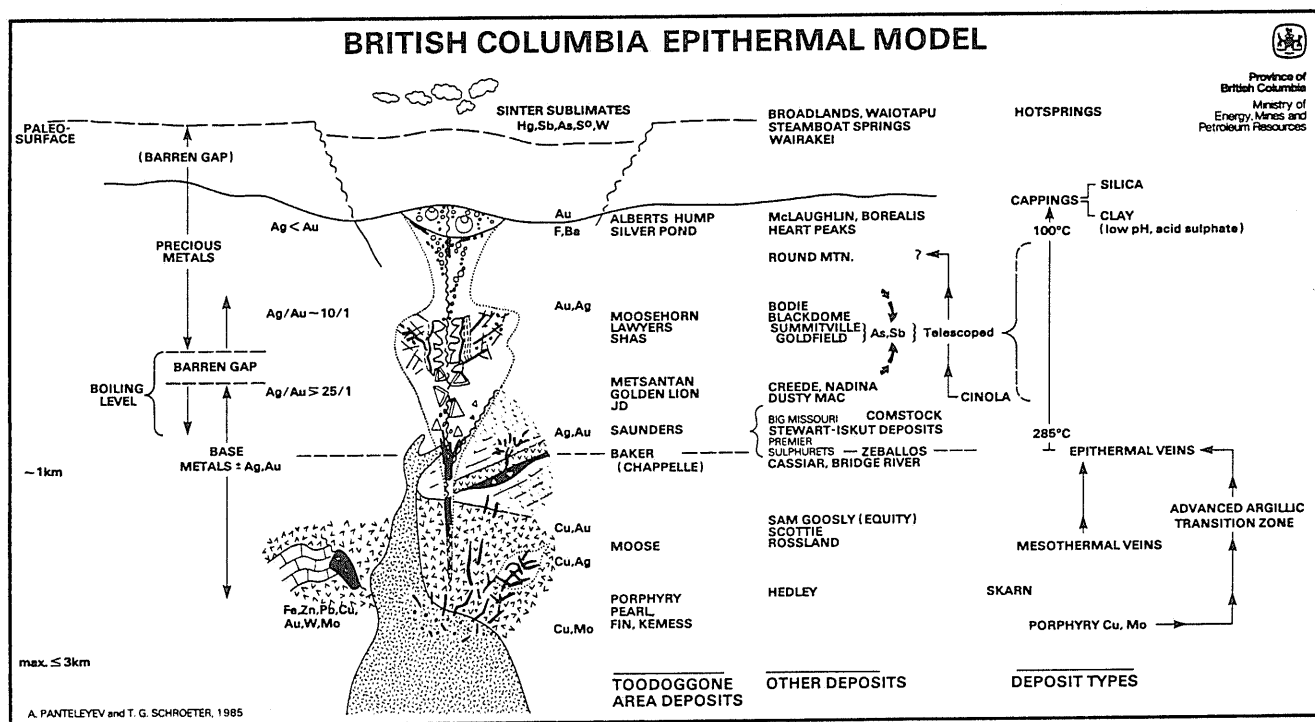 BRITISH COLUMBIA EPITHERMAL MODEL
Province of
British Columbia
Ministry of
Energy, Mines and
Petroleum Resources
PALEO-
SURFACE
(BARREN GAP)
PRECIOUS
METALS
BOILING
LEVEL
BARREN GAP
BASE
METALS ± Ag,Au
~1km
max. ≤ 3km
Ag < Au
Ag/Au ~ 10/1
Ag/Au ≳ 25/1
SINTER SUBLIMATES
Hg,Sb,As,S°,W
Fe,Zn,Pb,Cu,
Au,W,Mo
Au
F,Ba
Au,Ag
Ag,Au
Cu,Au
Cu,Ag
Cu,Mo
ALBERTS HUMP
SILVER POND
MOOSEHORN
LAWYERS
SHAS
METSANTAN
GOLDEN LION
JD
SAUNDERS
BAKER
(CHAPPELLE)
MOOSE
PORPHYRY
PEARL,
FIN, KEMESS
TOODOGGONE
AREA DEPOSITS
BROADLANDS, WAIOTAPU
STEAMBOAT SPRINGS
WAIRAKEI
McLAUGHLIN, BOREALIS
HEART PEAKS
ROUND MTN.
?
BODIE
BLACKDOME
SUMMITVILLE
GOLDFIELD
As,Sb
Telescoped
CREEDE, NADINA
DUSTY MAC
CINOLA
BIG MISSOURI
COMSTOCK
STEWART-ISKUT DEPOSITS
PREMIER
SULPHURETS — ZEBALLOS
CASSIAR, BRIDGE RIVER
SAM GOOSLY (EQUITY)
SCOTTIE
ROSSLAND
HEDLEY
OTHER DEPOSITS
HOTSPRINGS
CAPPINGS
SILICA
CLAY
(low pH, acid sulphate)
100°C
285°C
EPITHERMAL VEINS
ADVANCED ARGILLIC
TRANSITION ZONE
MESOTHERMAL VEINS
SKARN
PORPHYRY Cu, Mo
DEPOSIT TYPES
A. PANTELEYEV and T. G. SCHROETER, 1985